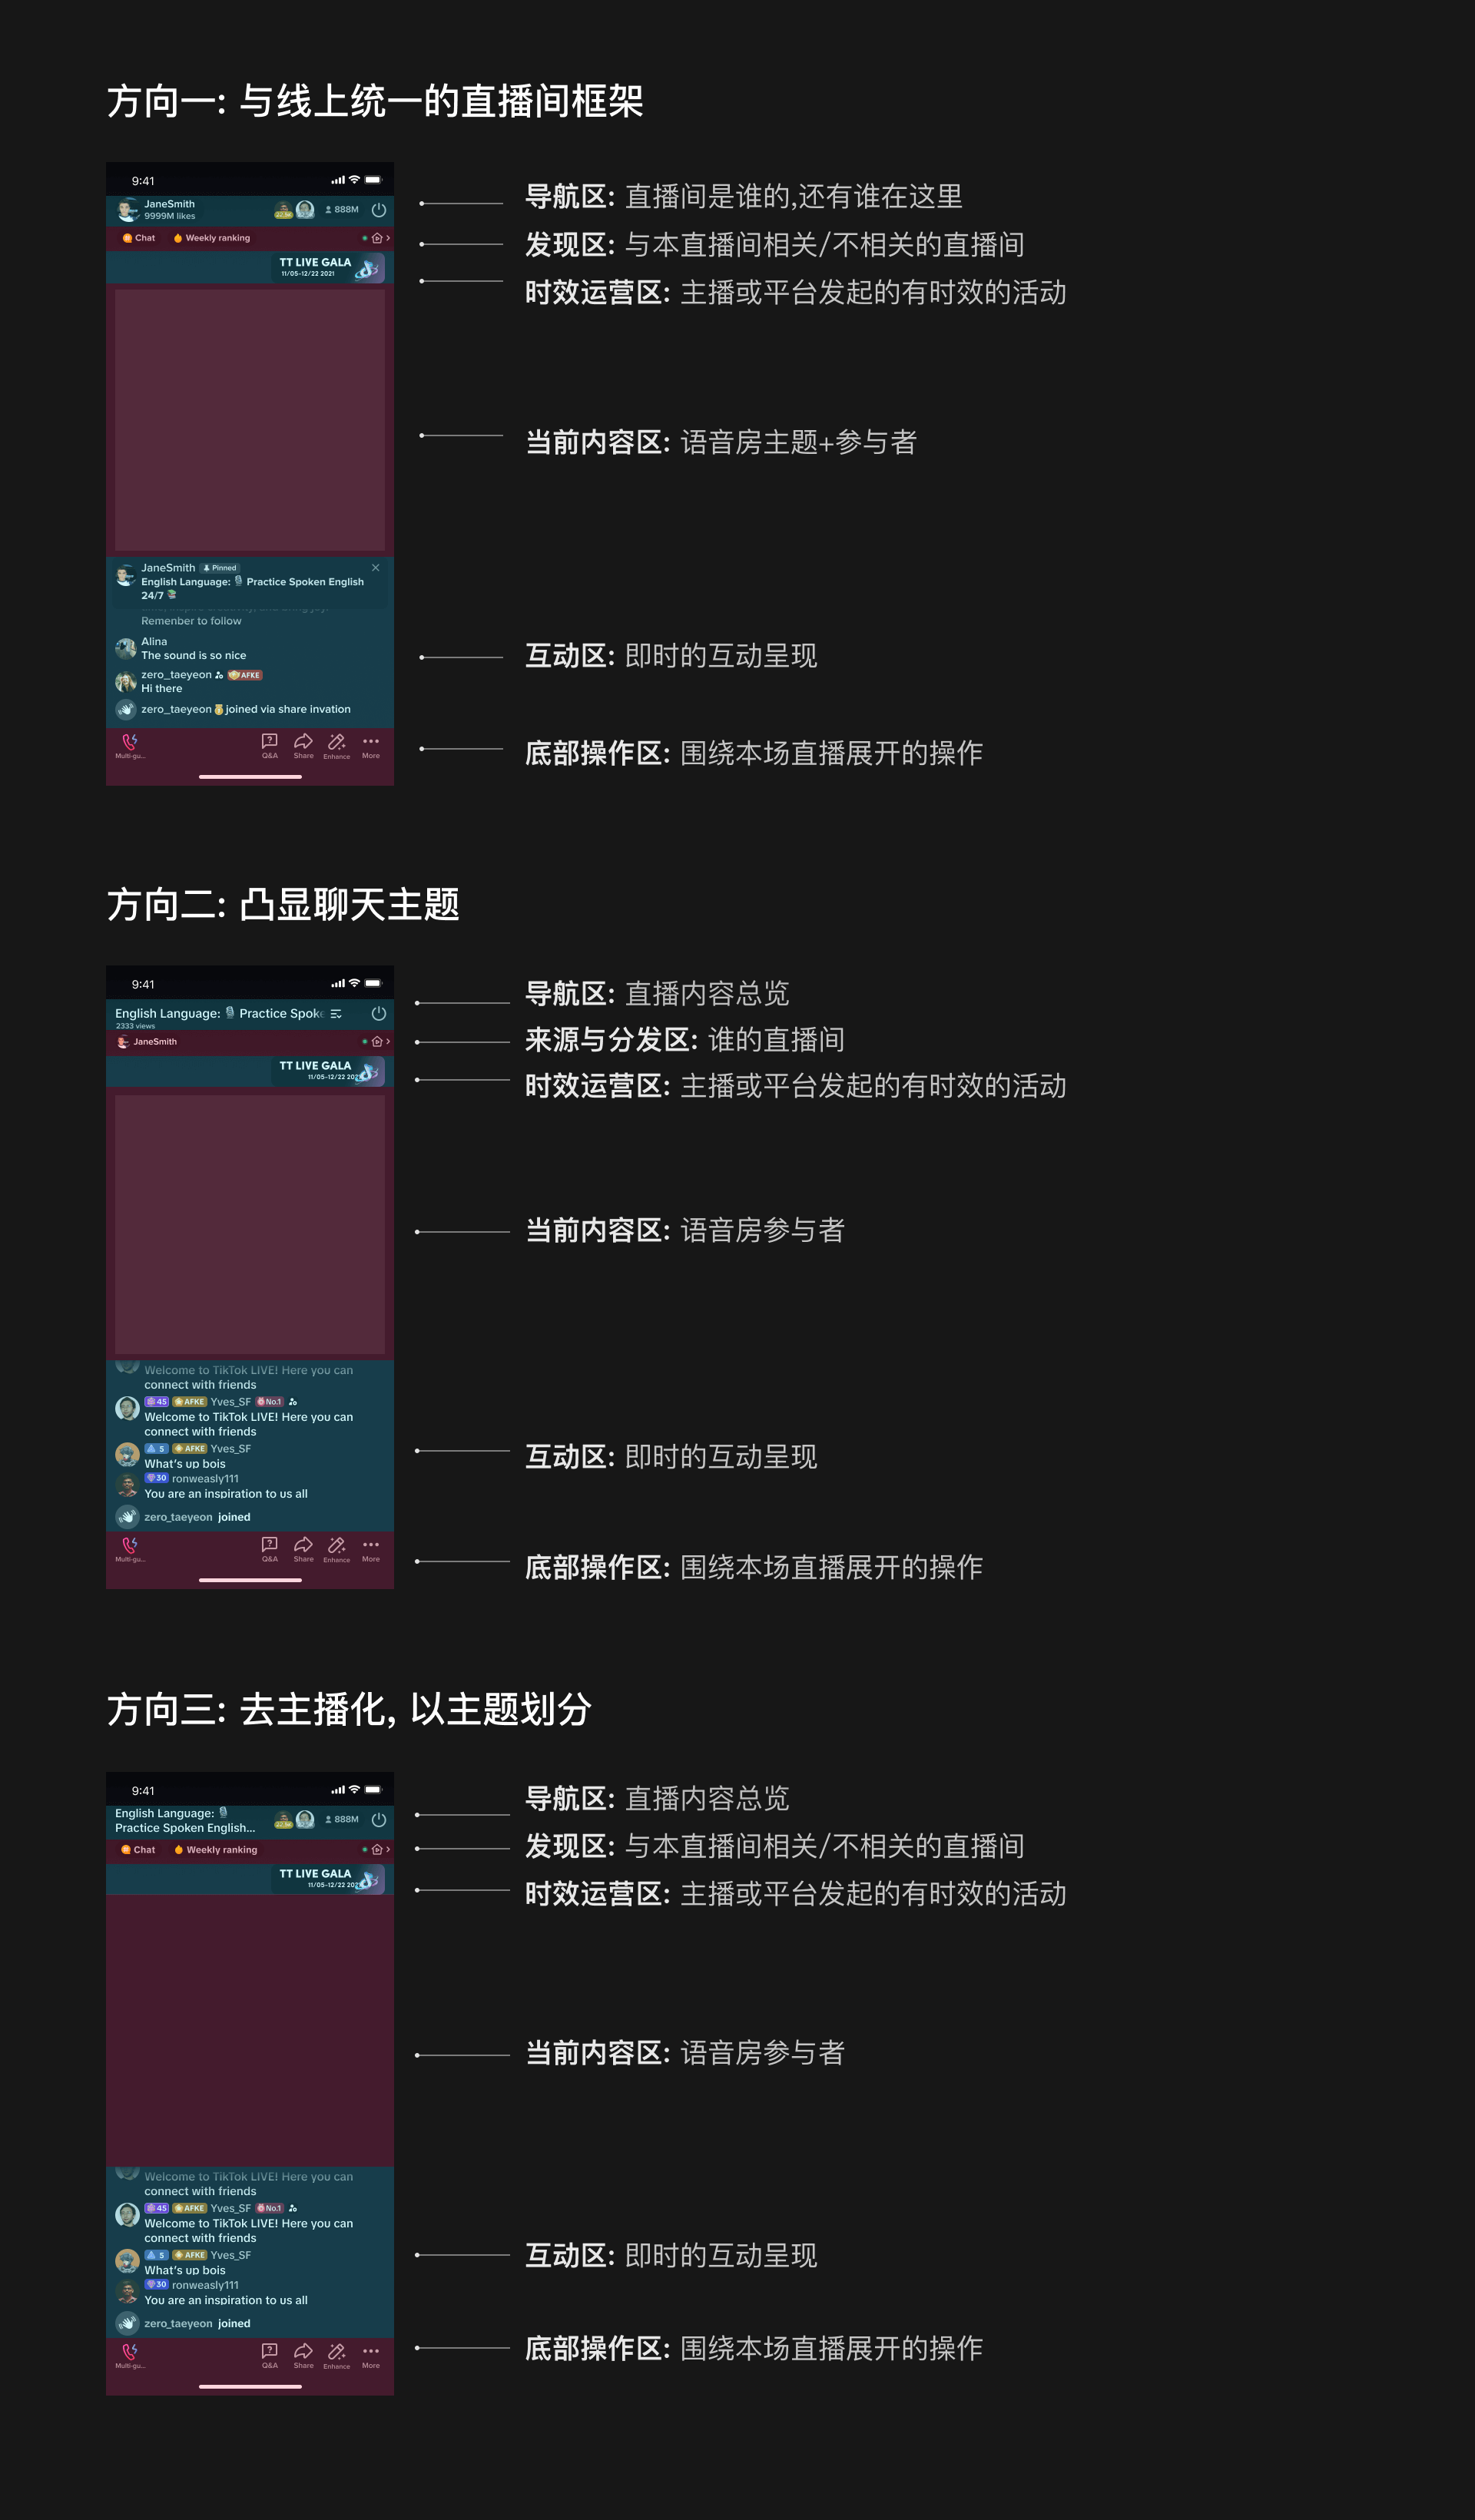 方向一: 与线上统一的直播间框架
9:41
JaneSmith
9999M likes
888M
Chat
Weekly ranking
TT LIVE GALA
11/05-12/22 2021
JaneSmith
Pinned
English Language: 🎙 Practice Spoken English
24/7
Remenber to follow
Alina
The sound is so nice
zero_taeyeon
AFKE
Hi there
zero_taeyeon joined via share invation
Multi-gu...
Q&A
Share
Enhance
More
导航区: 直播间是谁的,还有谁在这里
发现区: 与本直播间相关/不相关的直播间
时效运营区: 主播或平台发起的有时效的活动
当前内容区: 语音房主题+参与者
互动区: 即时的互动呈现
底部操作区: 围绕本场直播展开的操作
方向二: 凸显聊天主题
9:41
English Language: 🎙 Practice Spoke
2333 views
JaneSmith
TT LIVE GALA
11/05-12/22 202
Welcome to TikTok LIVE! Here you can
connect with friends
45 AFKE Yves_SF No.1
Welcome to TikTok LIVE! Here you can
connect with friends
5 AFKE Yves_SF
What's up bois
30 ronweasly111
You are an inspiration to us all
zero_taeyeon joined
Multi-gu...
Q&A
Share
Enhance
More
导航区: 直播内容总览
来源与分发区: 谁的直播间
时效运营区: 主播或平台发起的有时效的活动
当前内容区: 语音房参与者
互动区: 即时的互动呈现
底部操作区: 围绕本场直播展开的操作
方向三: 去主播化, 以主题划分
9:41
English Language: 🎙
Practice Spoken English...
888M
Chat
Weekly ranking
TT LIVE GALA
11/05-12/22 202
Welcome to TikTok LIVE! Here you can
connect with friends
45 AFKE Yves_SF No.1
Welcome to TikTok LIVE! Here you can
connect with friends
5 AFKE Yves_SF
What's up bois
30 ronweasly111
You are an inspiration to us all
zero_taeyeon joined
Multi-gu...
Q&A
Share
Enhance
More
导航区: 直播内容总览
发现区: 与本直播间相关/不相关的直播间
时效运营区: 主播或平台发起的有时效的活动
当前内容区: 语音房参与者
互动区: 即时的互动呈现
底部操作区: 围绕本场直播展开的操作